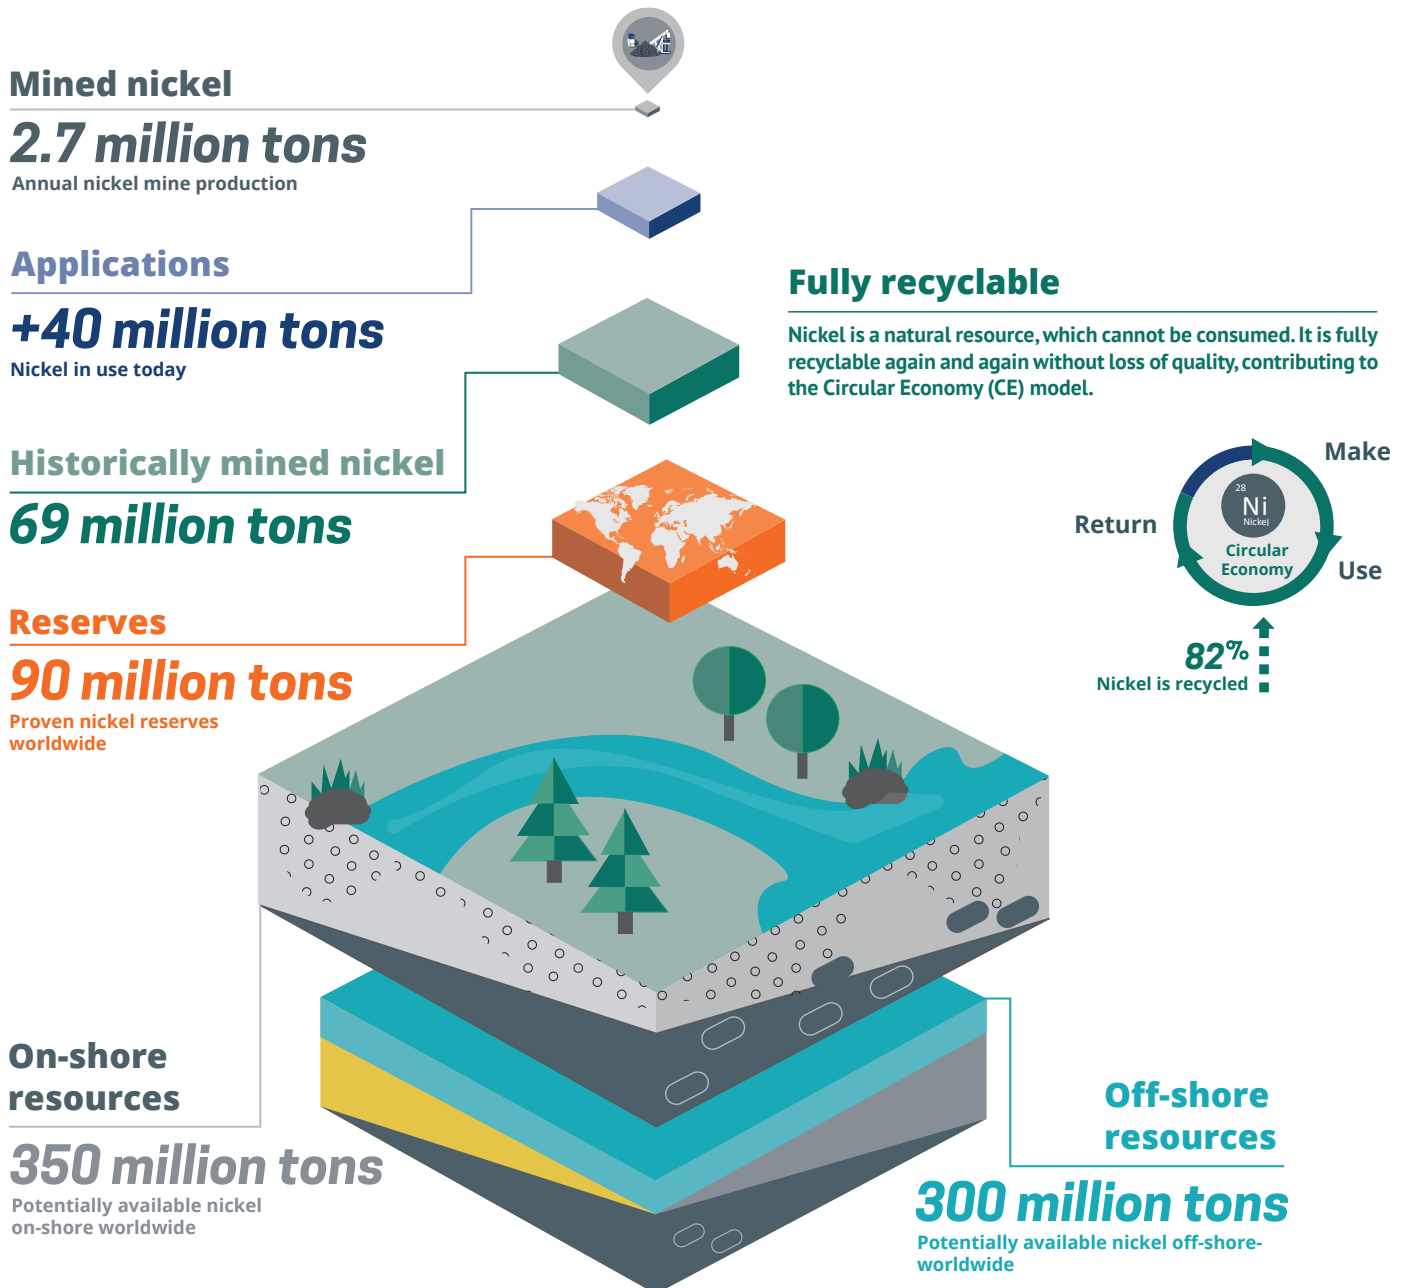 Mined nickel
2.7 million tons
Annual nickel mine production
Applications
+40 million tons
Nickel in use today
Historically mined nickel
69 million tons
Reserves
90 million tons
Proven nickel reserves
worldwide
On-shore
resources
350 million tons
Potentially available nickel
on-shore worldwide
Fully recyclable
Nickel is a natural resource, which cannot be consumed. It is fully
recyclable again and again without loss of quality, contributing to
the Circular Economy (CE) model.
Make
Return
Use
28
Ni
Nickel
Circular
Economy
82%
Nickel is recycled
Off-shore
resources
300 million tons
Potentially available nickel off-shore-
worldwide